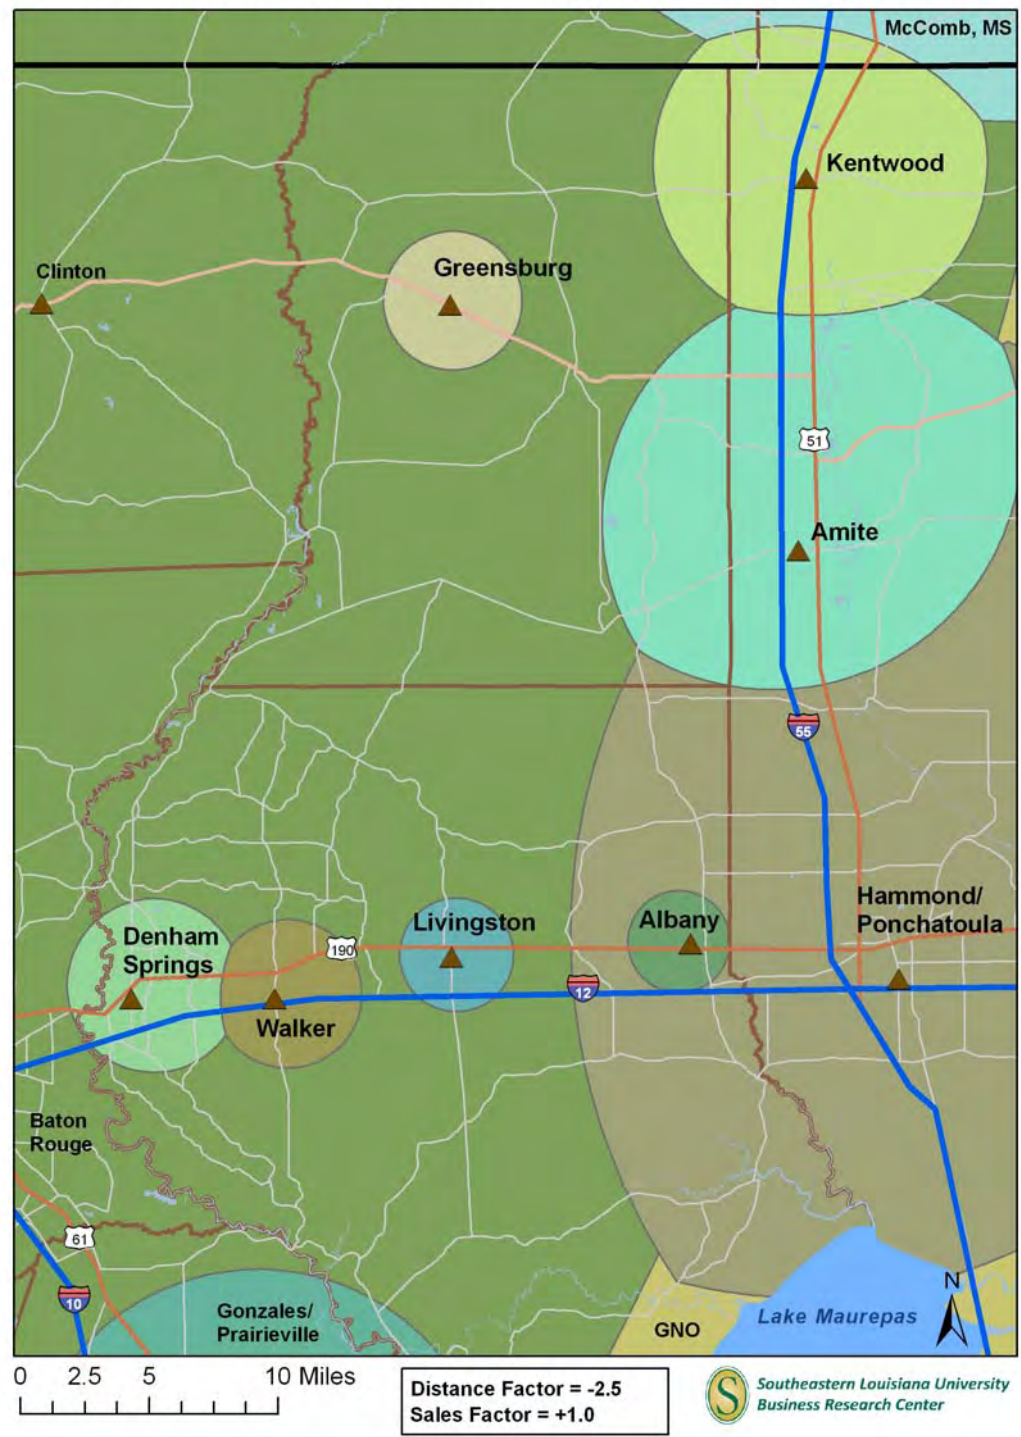 McComb, MS
Kentwood
Clinton
Greensburg
51
Amite
55
Hammond/
Ponchatoula
Livingston
Albany
Denham
Springs
190
12
Walker
Baton
Rouge
61
10
Gonzales/
Prairieville
GNO
Lake Maurepas
N
0 2.5 5 10 Miles
Distance Factor = -2.5
Sales Factor = +1.0
S
Southeastern Louisiana University
Business Research Center